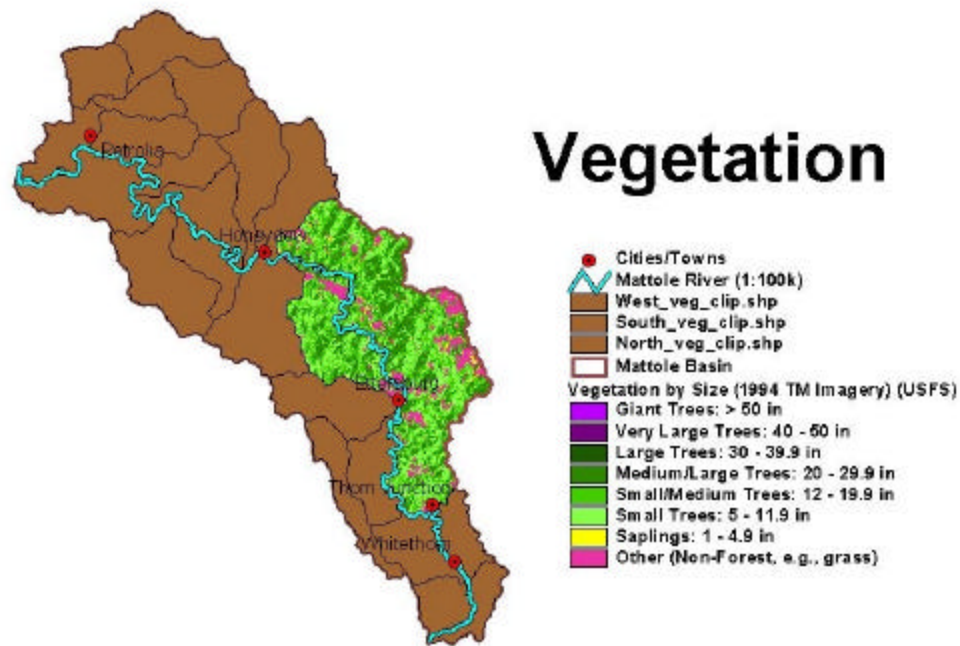 Vegetation
Petrolia
Honeydew
Ettersburg
Thorn Junction
Whitethorn
Cities/Towns
Mattole River (1:100k)
West_veg_clip.shp
South_veg_clip.shp
North_veg_clip.shp
Mattole Basin
Vegetation by Size (1994 TM Imagery) (USFS)
Giant Trees: > 50 in
Very Large Trees: 40 - 50 in
Large Trees: 30 - 39.9 in
Medium/Large Trees: 20 - 29.9 in
Small/Medium Trees: 12 - 19.9 in
Small Trees: 5 - 11.9 in
Saplings: 1 - 4.9 in
Other (Non-Forest, e.g., grass)